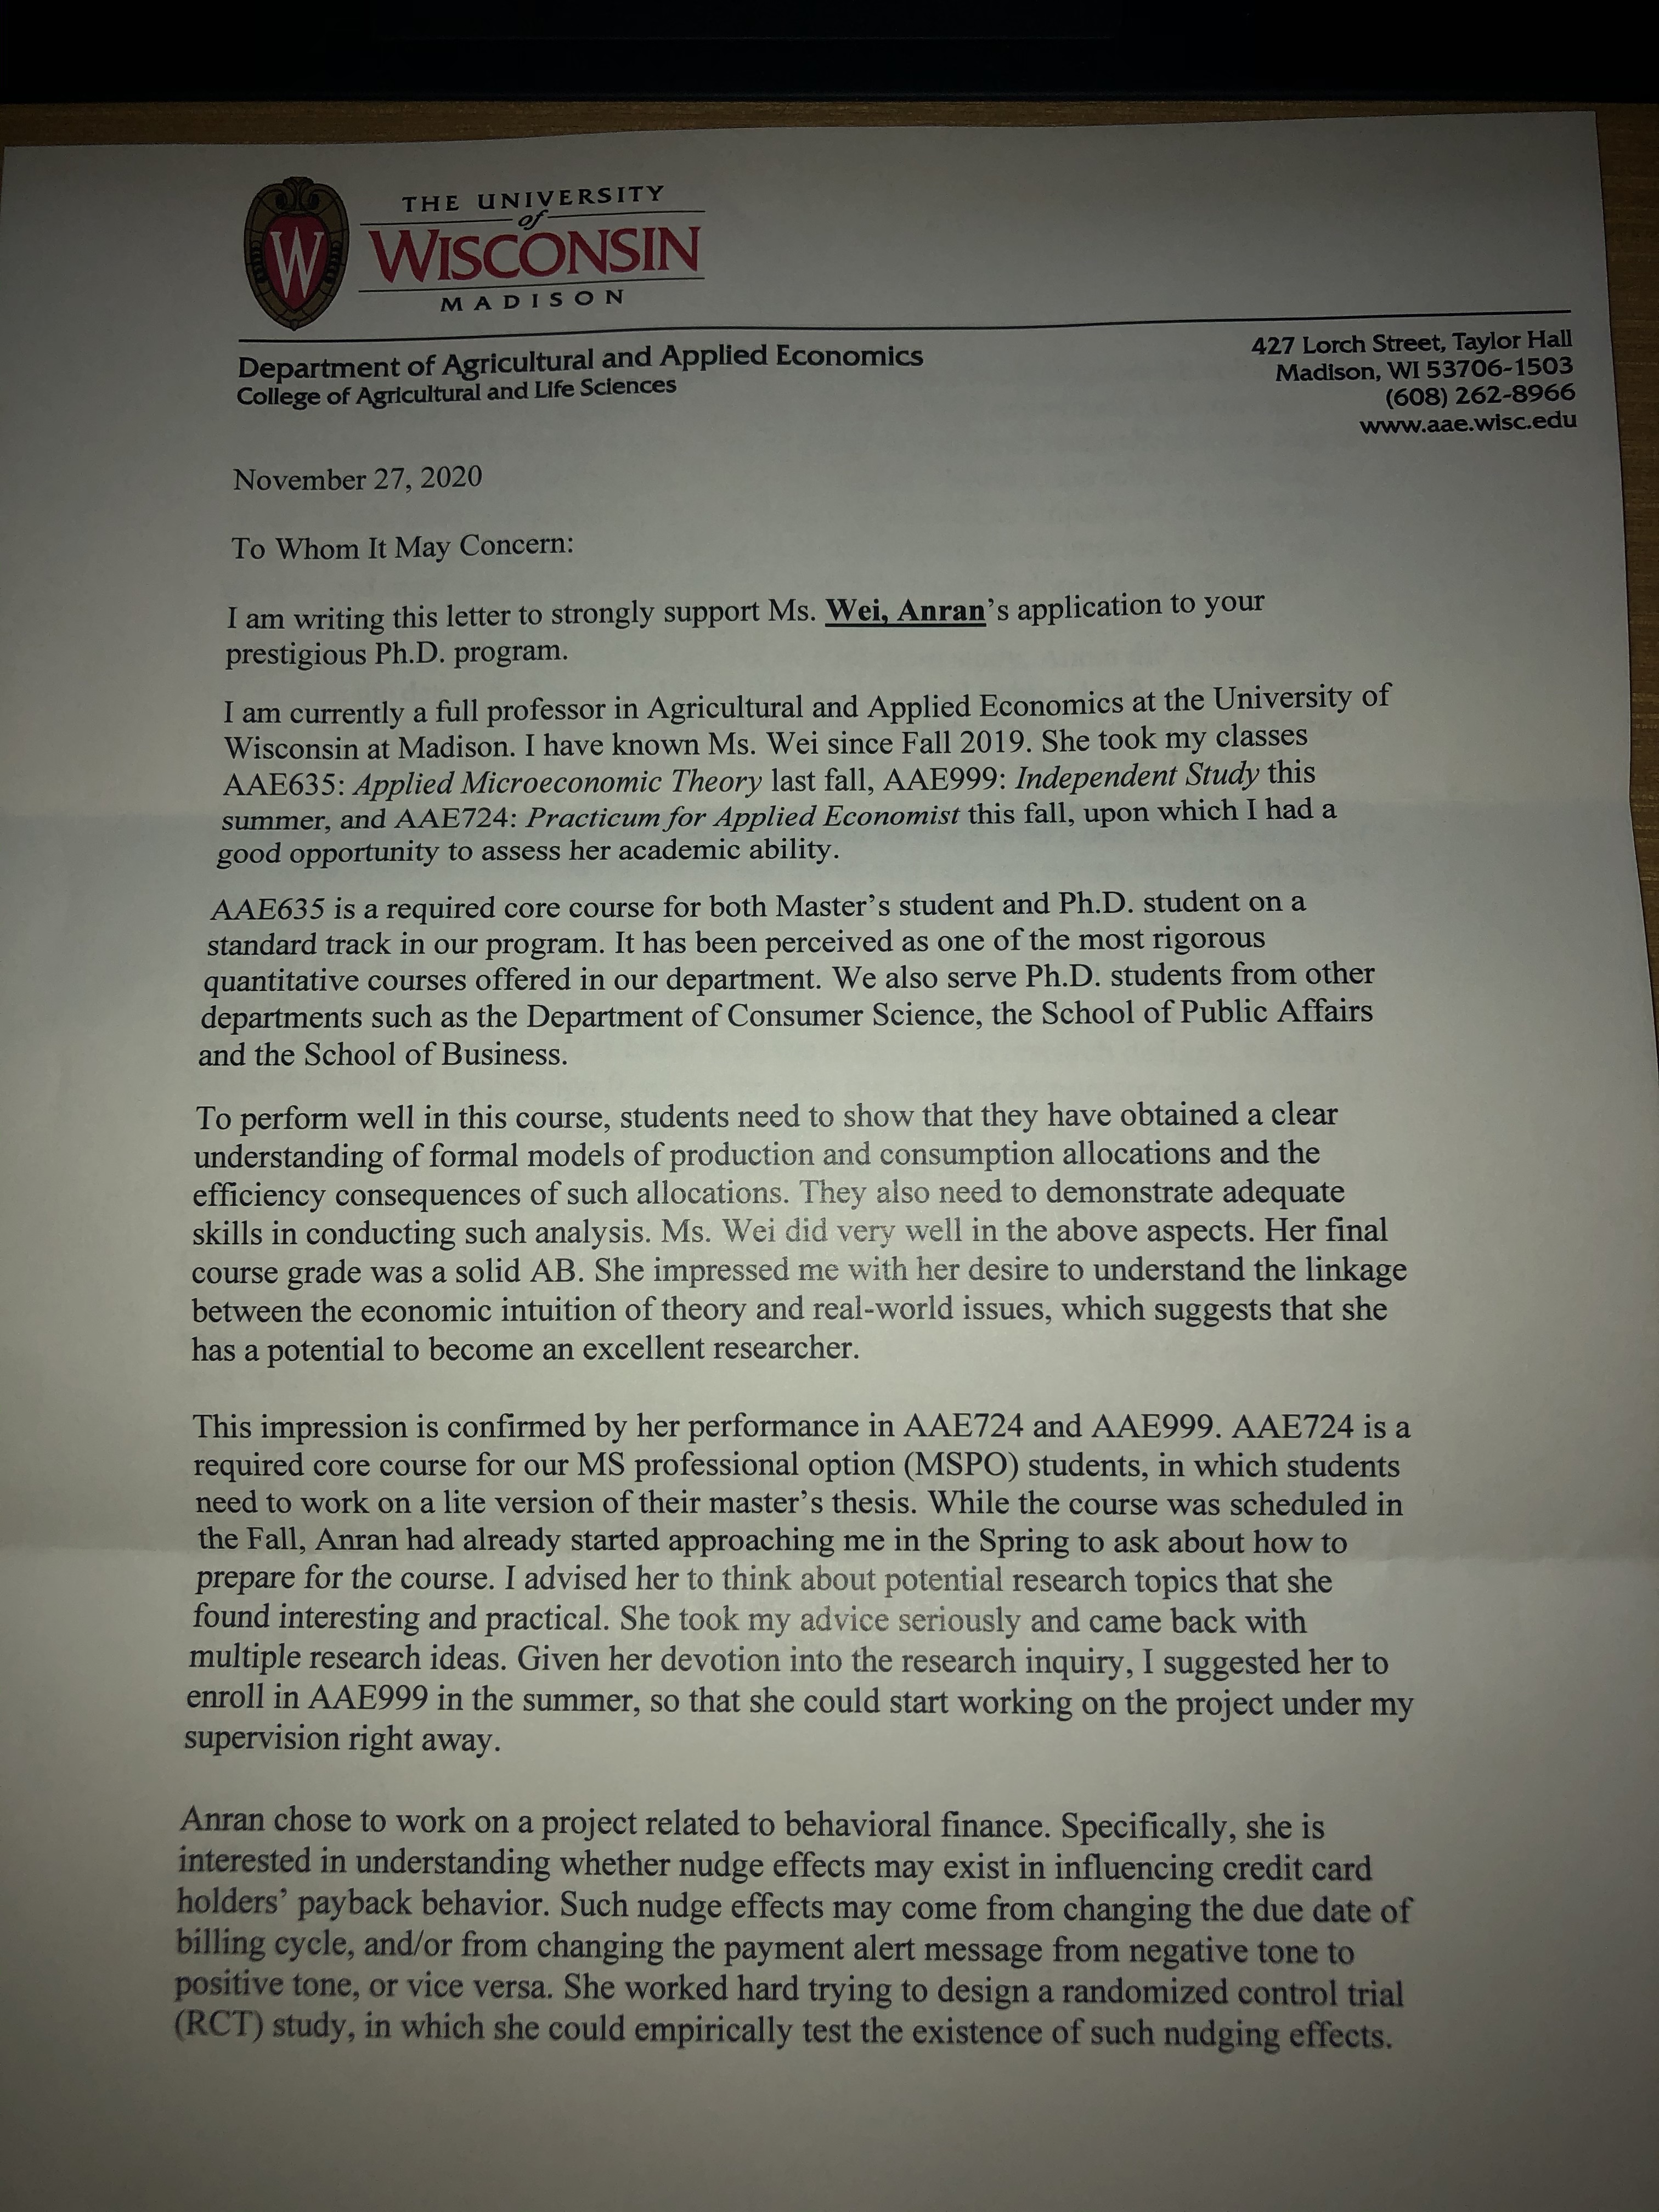 W
THE UNIVERSITY
of
WISCONSIN
MADISON
Department of Agricultural and Applied Economics
College of Agricultural and Life Sciences
427 Lorch Street, Taylor Hall
Madison, WI 53706-1503
(608) 262-8966
www.aae.wisc.edu
November 27, 2020
To Whom It May Concern:
I am writing this letter to strongly support Ms. Wei, Anran's application to your
prestigious Ph.D. program.
I am currently a full professor in Agricultural and Applied Economics at the University of
Wisconsin at Madison. I have known Ms. Wei since Fall 2019. She took my classes
AAE635: Applied Microeconomic Theory last fall, AAE999: Independent Study this
summer, and AAE724: Practicum for Applied Economist this fall, upon which I had a
good opportunity to assess her academic ability.
AAE635 is a required core course for both Master's student and Ph.D. student on a
standard track in our program. It has been perceived as one of the most rigorous
quantitative courses offered in our department. We also serve Ph.D. students from other
departments such as the Department of Consumer Science, the School of Public Affairs
and the School of Business.
To perform well in this course, students need to show that they have obtained a clear
understanding of formal models of production and consumption allocations and the
efficiency consequences of such allocations. They also need to demonstrate adequate
skills in conducting such analysis. Ms. Wei did very well in the above aspects. Her final
course grade was a solid AB. She impressed me with her desire to understand the linkage
between the economic intuition of theory and real-world issues, which suggests that she
has a potential to become an excellent researcher.
This impression is confirmed by her performance in AAE724 and AAE999. AAE724 is a
required core course for our MS professional option (MSPO) students, in which students
need to work on a lite version of their master's thesis. While the course was scheduled in
the Fall, Anran had already started approaching me in the Spring to ask about how to
prepare for the course. I advised her to think about potential research topics that she
found interesting and practical. She took my advice seriously and came back with
multiple research ideas. Given her devotion into the research inquiry, I suggested her to
enroll in AAE999 in the summer, so that she could start working on the project under my
supervision right away.
Anran chose to work on a project related to behavioral finance. Specifically, she is
interested in understanding whether nudge effects may exist in influencing credit card
holders' payback behavior. Such nudge effects may come from changing the due date of
billing cycle, and/or from changing the payment alert message from negative tone to
positive tone, or vice versa. She worked hard trying to design a randomized control trial
(RCT) study, in which she could empirically test the existence of such nudging effects.